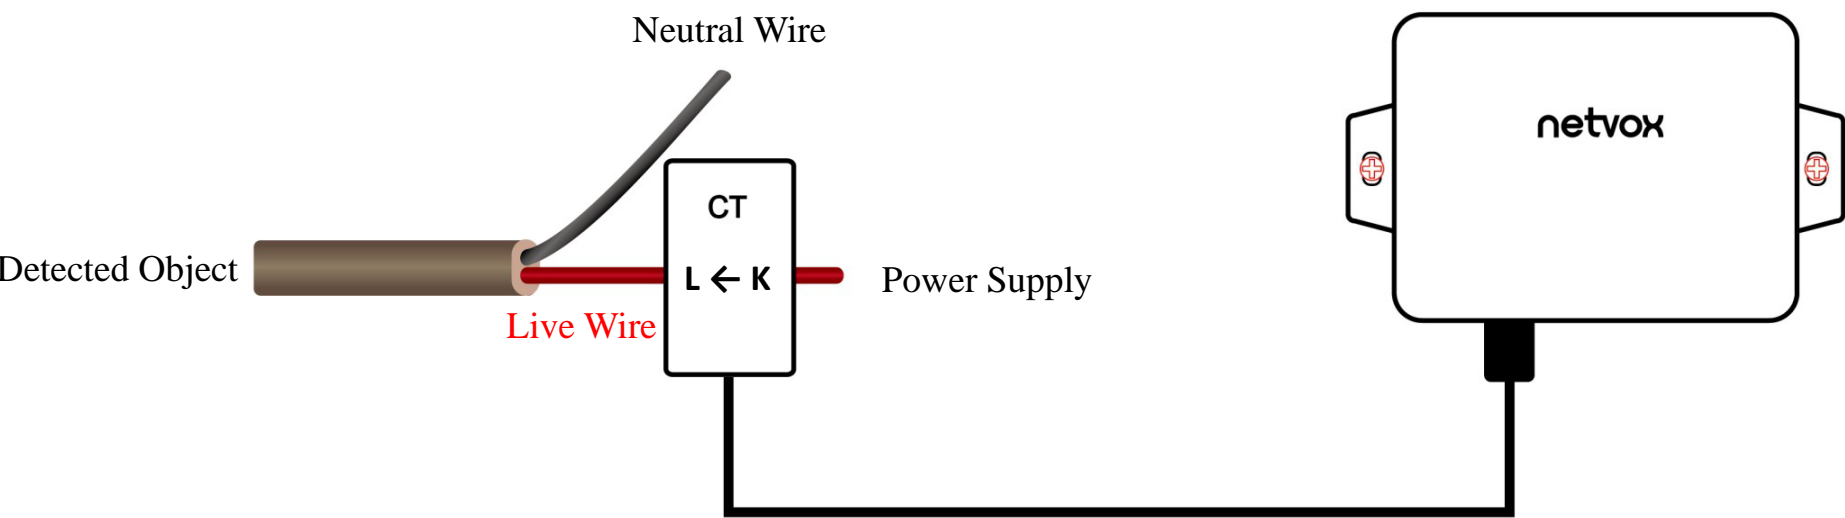 Neutral Wire
netvox
CT
Detected Object
L ← K
Power Supply
Live Wire